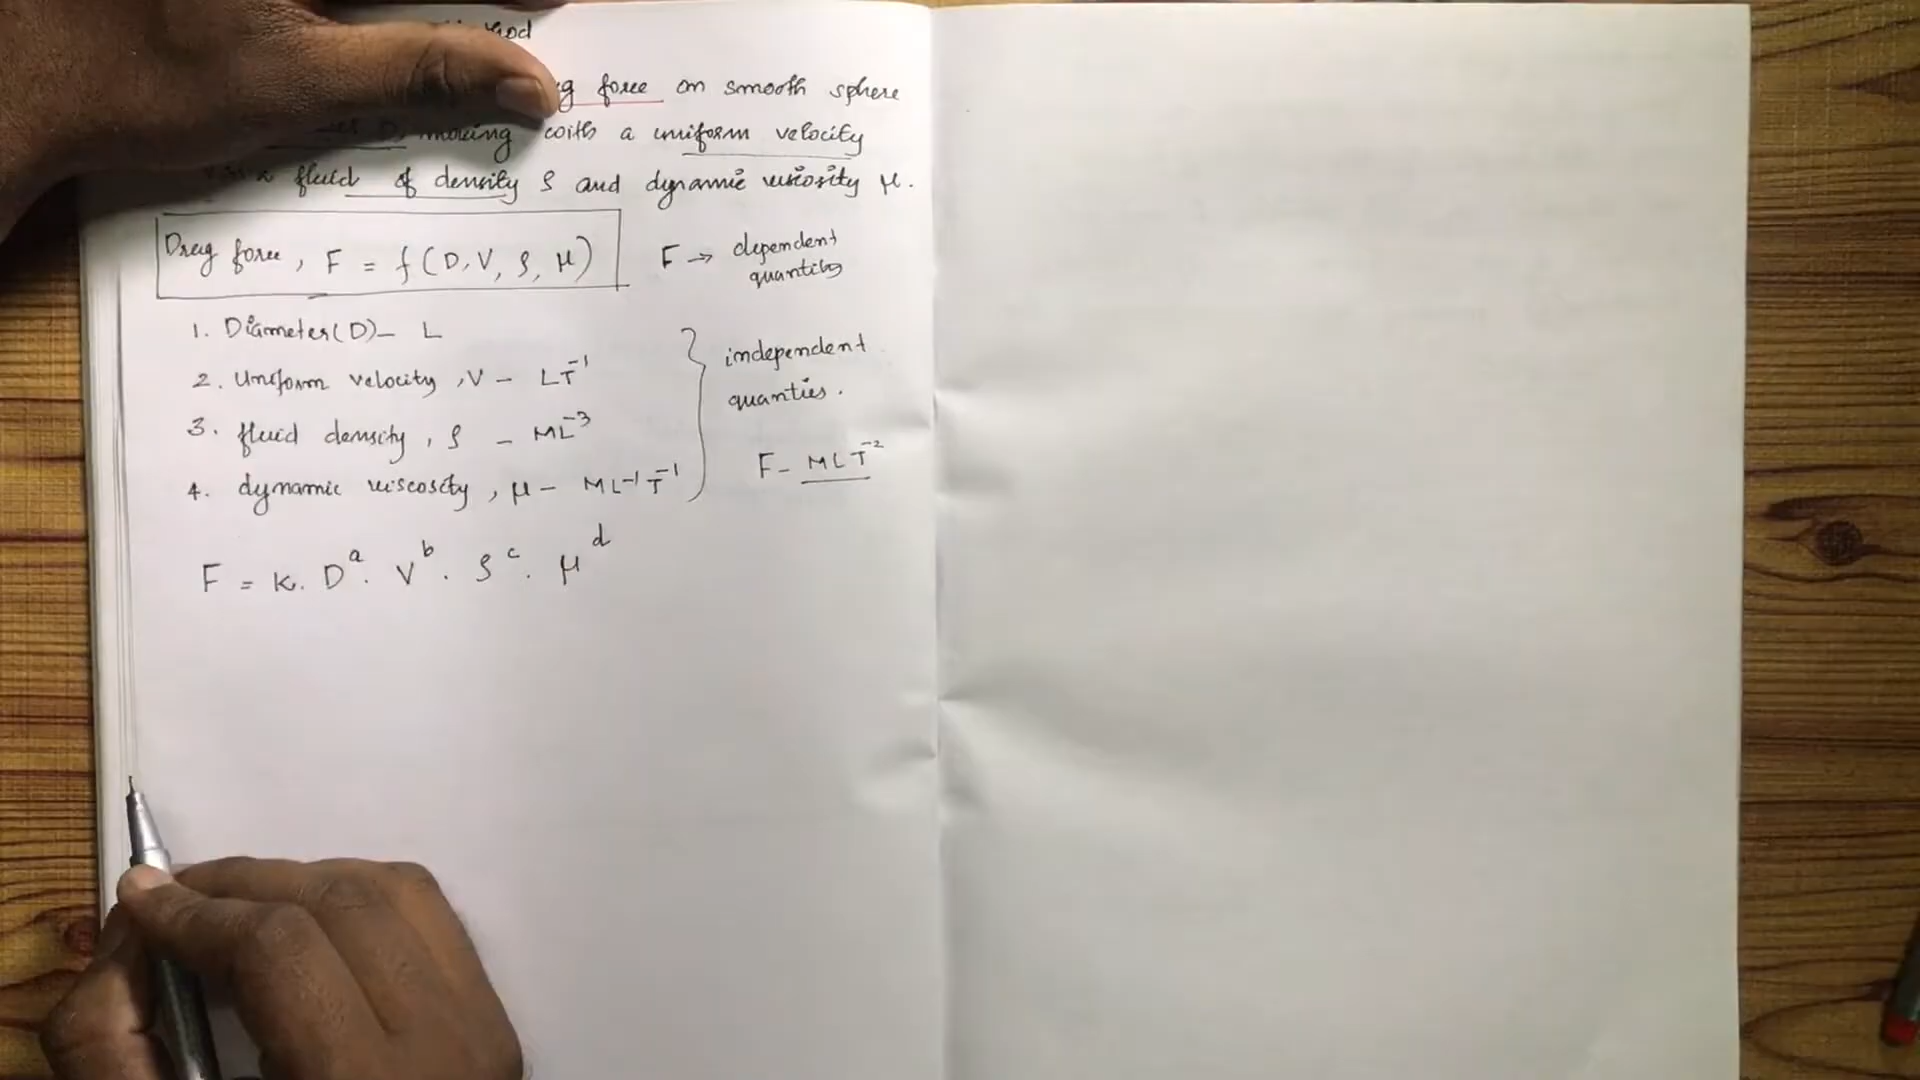 force on smooth sphere
moving with a uniform velocity
fluid of density ρ and dynamic viscosity μ.
Drag force, F = f(D, V, ρ, μ)
F → dependent
quantity
1. Diameter(D) – L
2. Uniform velocity, V – LT⁻¹
3. fluid density, ρ – ML⁻³
4. dynamic viscosity, μ – ML⁻¹T⁻¹
independent
quanties.
F – MLT⁻²
F = K. Dᵃ. Vᵇ. ρᶜ. μᵈ